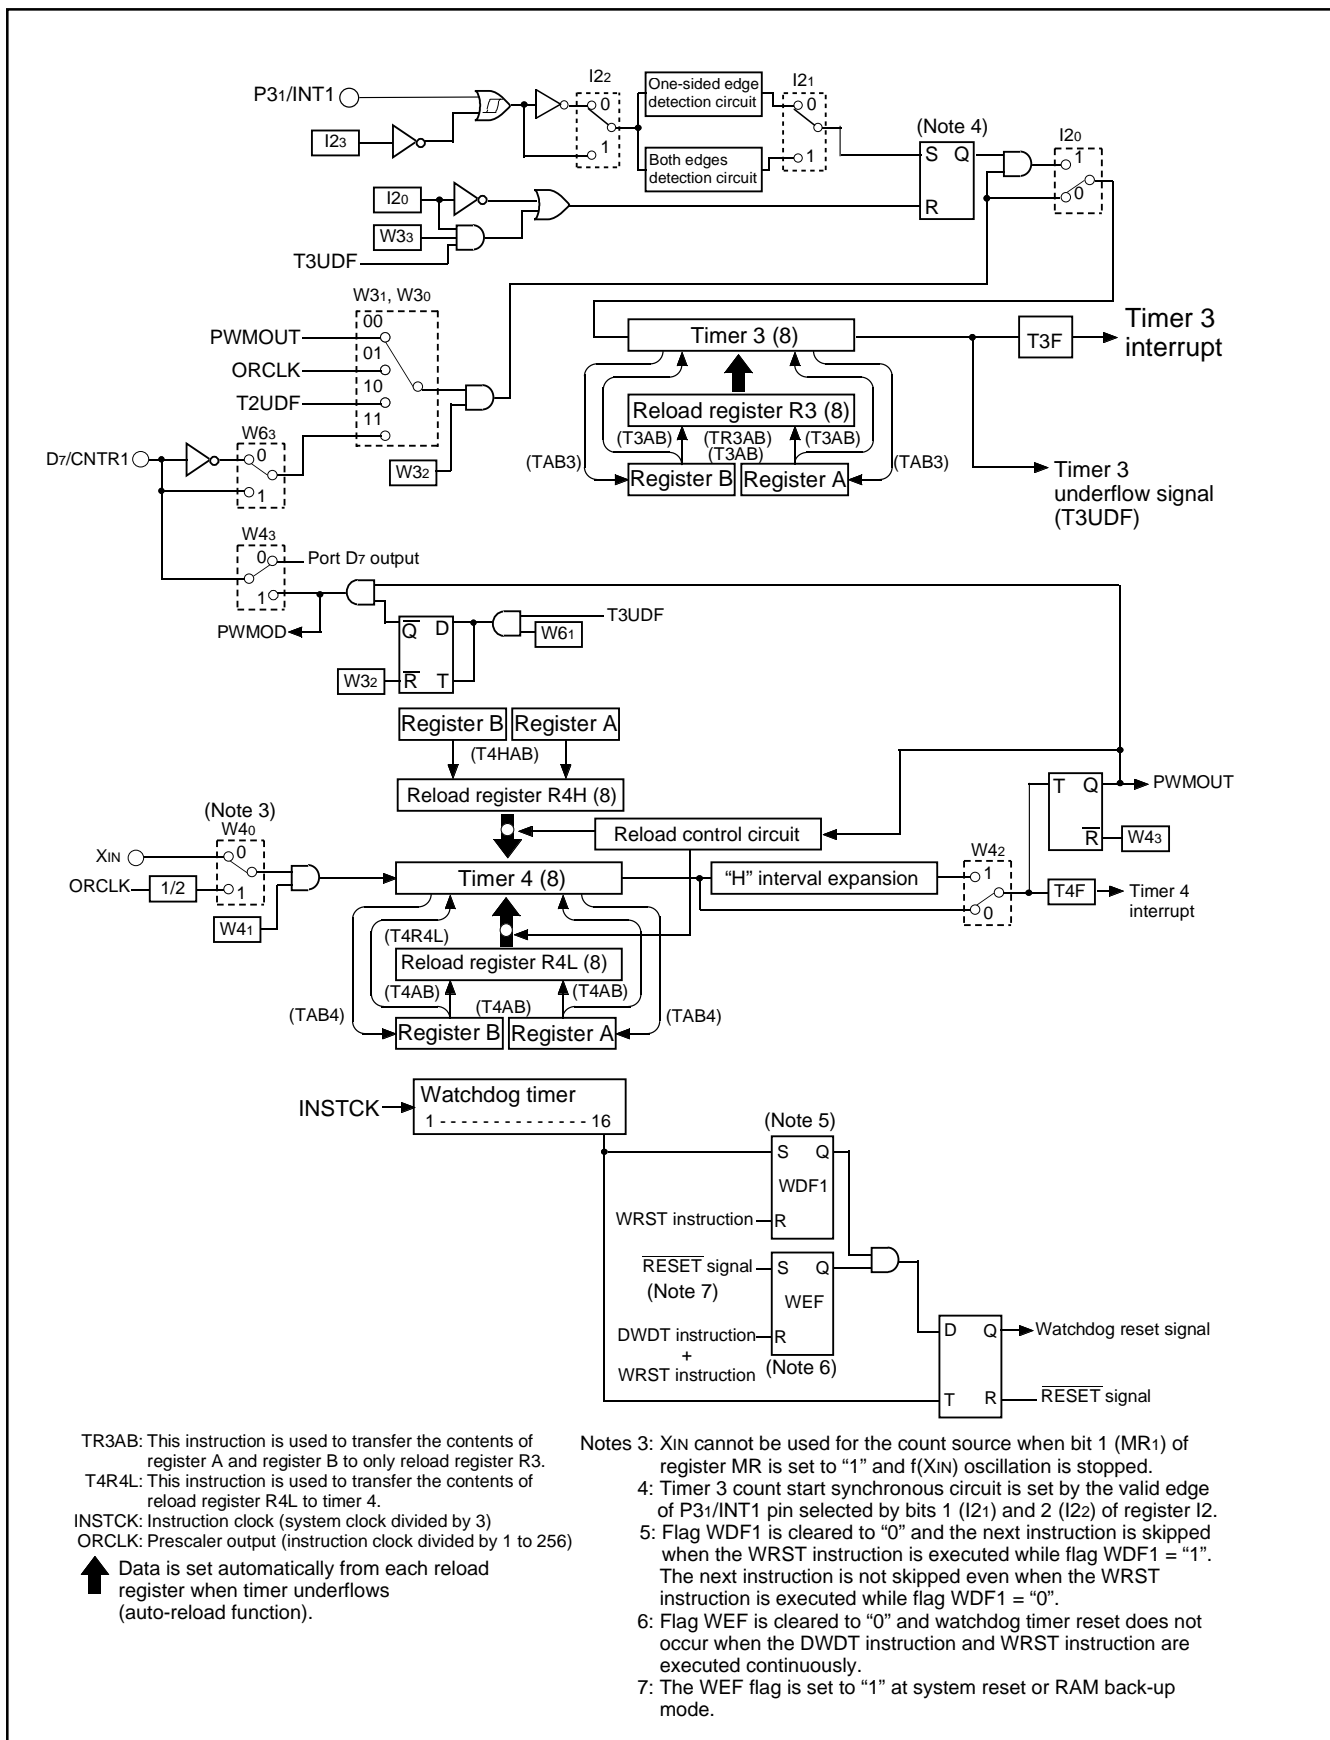 I22
I21
P31/INT1
0
1
One-sided edge
detection circuit
Both edges
detection circuit
0
1
(Note 4)
I20
I23
S Q
R
1
0
I20
W33
T3UDF
W31, W30
PWMOUT
00
ORCLK
01
T2UDF
10
11
W32
Timer 3 (8)
T3F
Timer 3
interrupt
Reload register R3 (8)
(T3AB) (TR3AB) (T3AB)
(T3AB)
(TAB3)
Register B
Register A
(TAB3)
Timer 3
underflow signal
(T3UDF)
W63
D7/CNTR1
0
1
W43
0
Port D7 output
1
PWMOD
Q D
R T
T3UDF
W61
W32
Register B
Register A
(T4HAB)
Reload register R4H (8)
Reload control circuit
T Q
R
PWMOUT
W43
(Note 3)
W40
XIN
0
ORCLK
1/2
1
W41
Timer 4 (8)
“H” interval expansion
W42
1
0
T4F
Timer 4
interrupt
(T4R4L)
Reload register R4L (8)
(T4AB) (T4AB) (T4AB)
(TAB4)
Register B
Register A
(TAB4)
INSTCK
Watchdog timer
1 - - - - - - - - - - - - - - 16
(Note 5)
S Q
WDF1
WRST instruction
R
RESET signal
(Note 7)
S Q
WEF
DWDT instruction
+
WRST instruction
R
(Note 6)
D Q
Watchdog reset signal
T R
RESET signal
TR3AB: This instruction is used to transfer the contents of
register A and register B to only reload register R3.
T4R4L: This instruction is used to transfer the contents of
reload register R4L to timer 4.
INSTCK: Instruction clock (system clock divided by 3)
ORCLK: Prescaler output (instruction clock divided by 1 to 256)
Data is set automatically from each reload
register when timer underflows
(auto-reload function).
Notes 3: XIN cannot be used for the count source when bit 1 (MR1) of
register MR is set to “1” and f(XIN) oscillation is stopped.
4: Timer 3 count start synchronous circuit is set by the valid edge
of P31/INT1 pin selected by bits 1 (I21) and 2 (I22) of register I2.
5: Flag WDF1 is cleared to “0” and the next instruction is skipped
when the WRST instruction is executed while flag WDF1 = “1”.
The next instruction is not skipped even when the WRST
instruction is executed while flag WDF1 = “0”.
6: Flag WEF is cleared to “0” and watchdog timer reset does not
occur when the DWDT instruction and WRST instruction are
executed continuously.
7: The WEF flag is set to “1” at system reset or RAM back-up
mode.